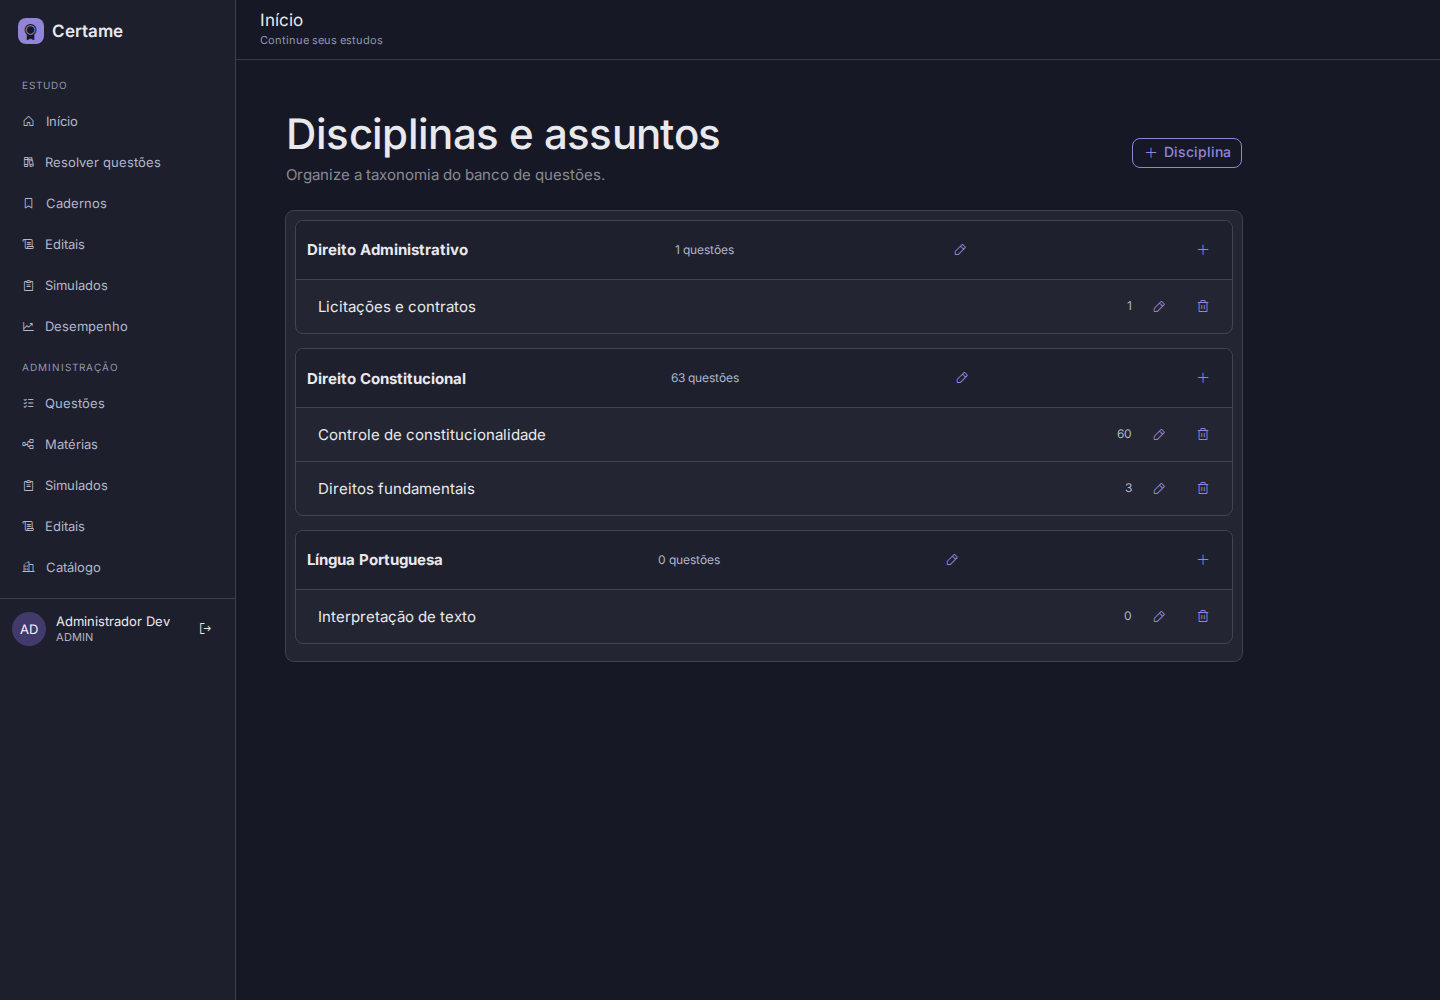 Certame
ESTUDO
Início
Resolver questões
Cadernos
Editais
Simulados
Desempenho
ADMINISTRAÇÃO
Questões
Matérias
Simulados
Editais
Catálogo
AD
Administrador Dev
ADMIN
Início
Continue seus estudos
Disciplinas e assuntos
Organize a taxonomia do banco de questões.
Disciplina
Direito Administrativo 1 questões
Licitações e contratos 1
Direito Constitucional 63 questões
Controle de constitucionalidade 60
Direitos fundamentais 3
Língua Portuguesa 0 questões
Interpretação de texto 0